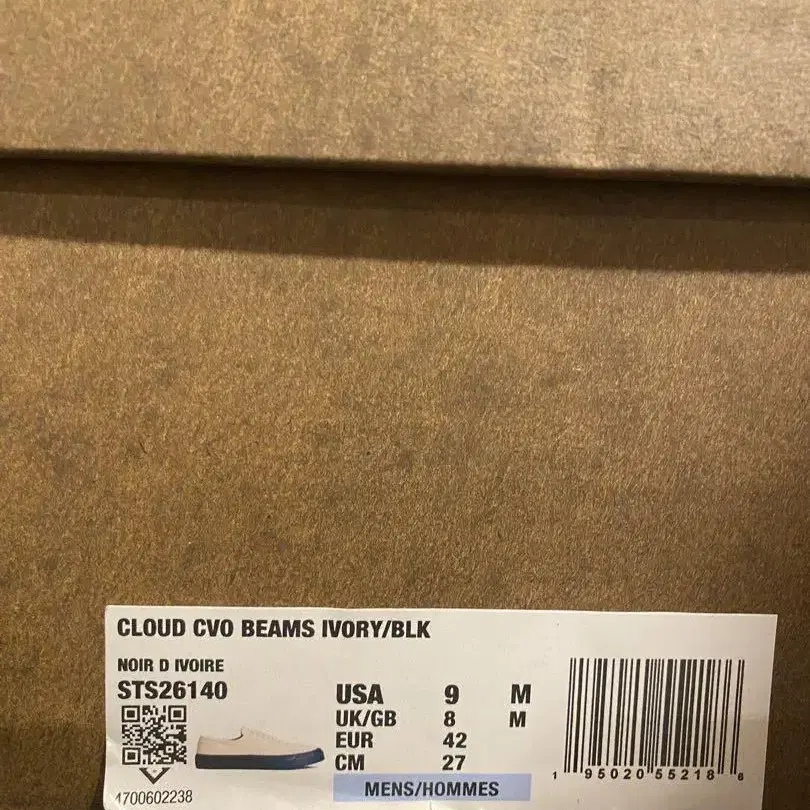 CLOUD CVO BEAMS IVORY/BLK
NOIR D IVOIRE
STS26140
USA 9 M
UK/GB 8 M
EUR 42
CM 27
MENS/HOMMES
4700602238
1 95020 55218 6